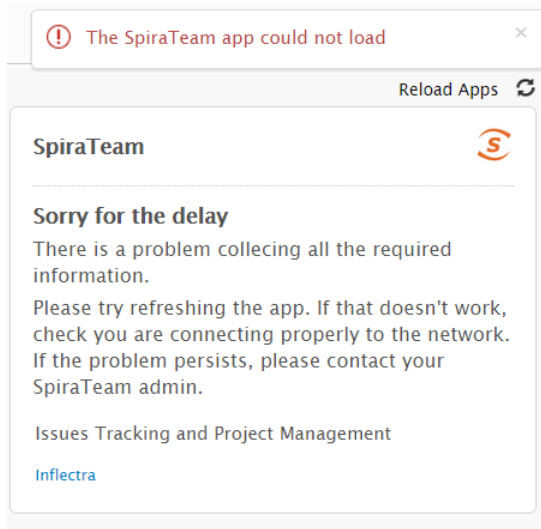 The SpiraTeam app could not load
×
Reload Apps
SpiraTeam
S
Sorry for the delay
There is a problem collecing all the required
information.
Please try refreshing the app. If that doesn't work,
check you are connecting properly to the network.
If the problem persists, please contact your
SpiraTeam admin.
Issues Tracking and Project Management
Inflectra